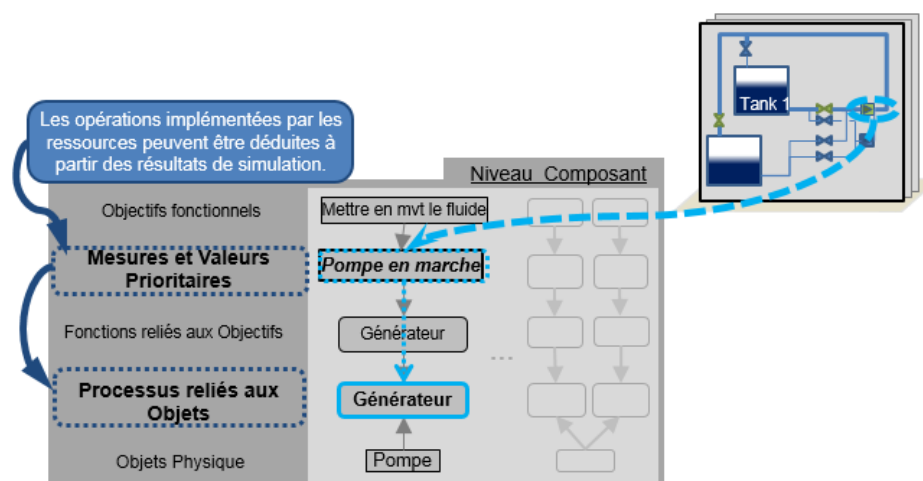 Les opérations implémentées par les
ressources peuvent être déduites à
partir des résultats de simulation.
Tank 1
Niveau Composant
Objectifs fonctionnels
Mettre en mvt le fluide
Mesures et Valeurs
Prioritaires
Pompe en marche
Fonctions reliés aux Objectifs
Générateur
...
Processus reliés aux
Objets
Générateur
Objets Physique
Pompe